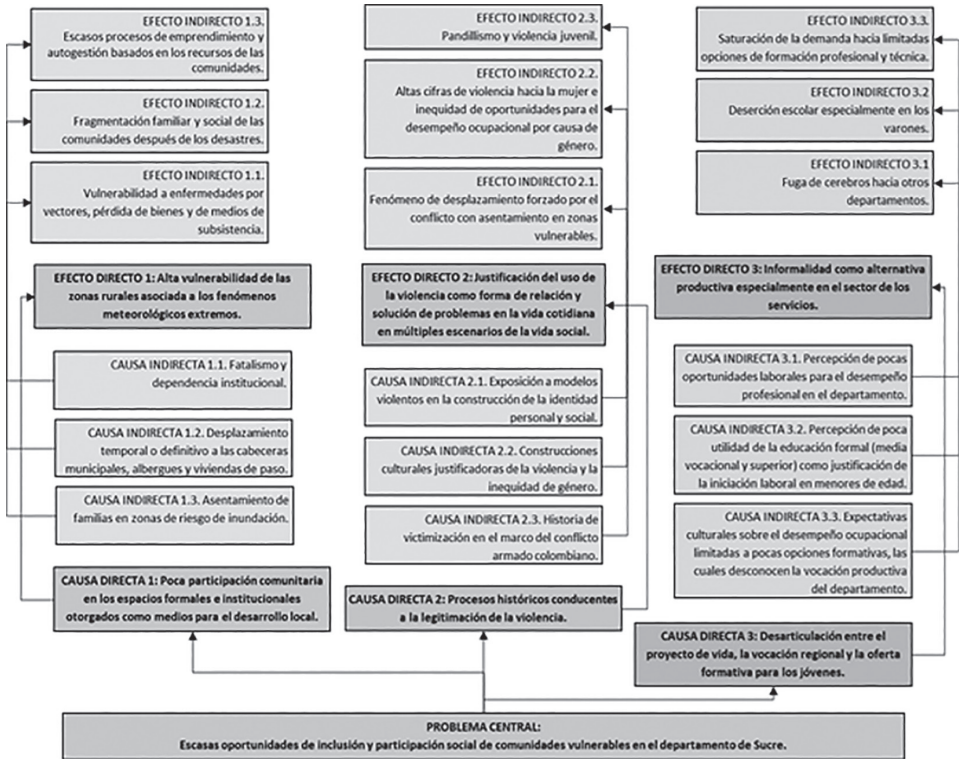 EFECTO INDIRECTO 1.3.
Escasos procesos de emprendimiento y
autogestión basados en los recursos de las
comunidades.
EFECTO INDIRECTO 1.2.
Fragmentación familiar y social de las
comunidades después de los desastres.
EFECTO INDIRECTO 1.1.
Vulnerabilidad a enfermedades por
vectores, pérdida de bienes y de medios de
subsistencia.
EFECTO DIRECTO 1: Alta vulnerabilidad de las
zonas rurales asociada a los fenómenos
meteorológicos extremos.
CAUSA INDIRECTA 1.1. Fatalismo y
dependencia institucional.
CAUSA INDIRECTA 1.2. Desplazamiento
temporal o definitivo a las cabeceras
municipales, albergues y viviendas de paso.
CAUSA INDIRECTA 1.3. Asentamiento de
familias en zonas de riesgo de inundación.
CAUSA DIRECTA 1: Poca participación comunitaria
en los espacios formales e institucionales
otorgados como medios para el desarrollo local.
EFECTO INDIRECTO 2.3.
Pandillismo y violencia juvenil.
EFECTO INDIRECTO 2.2.
Altas cifras de violencia hacia la mujer e
inequidad de oportunidades para el
desempeño ocupacional por causa de
género.
EFECTO INDIRECTO 2.1.
Fenómeno de desplazamiento forzado por el
conflicto con asentamiento en zonas
vulnerables.
EFECTO DIRECTO 2: Justificación del uso de
la violencia como forma de relación y
solución de problemas en la vida cotidiana
en múltiples escenarios de la vida social.
CAUSA INDIRECTA 2.1. Exposición a modelos
violentos en la construcción de la identidad
personal y social.
CAUSA INDIRECTA 2.2. Construcciones
culturales justificadoras de la violencia y la
inequidad de género.
CAUSA INDIRECTA 2.3. Historia de
victimización en el marco del conflicto
armado colombiano.
CAUSA DIRECTA 2: Procesos históricos conducentes
a la legitimación de la violencia.
EFECTO INDIRECTO 3.3.
Saturación de la demanda hacia limitadas
opciones de formación profesional y técnica.
EFECTO INDIRECTO 3.2
Deserción escolar especialmente en los
varones.
EFECTO INDIRECTO 3.1
Fuga de cerebros hacia otros
departamentos.
EFECTO DIRECTO 3: Informalidad como alternativa
productiva especialmente en el sector de los
servicios.
CAUSA INDIRECTA 3.1. Percepción de pocas
oportunidades laborales para el desempeño
profesional en el departamento.
CAUSA INDIRECTA 3.2. Percepción de poca
utilidad de la educación formal (media
vocacional y superior) como justificación de
la iniciación laboral en menores de edad.
CAUSA INDIRECTA 3.3. Expectativas
culturales sobre el desempeño ocupacional
limitadas a pocas opciones formativas, las
cuales desconocen la vocación productiva
del departamento.
CAUSA DIRECTA 3: Desarticulación entre el
proyecto de vida, la vocación regional y la oferta
formativa para los jóvenes.
PROBLEMA CENTRAL:
Escasas oportunidades de inclusión y participación social de comunidades vulnerables en el departamento de Sucre.